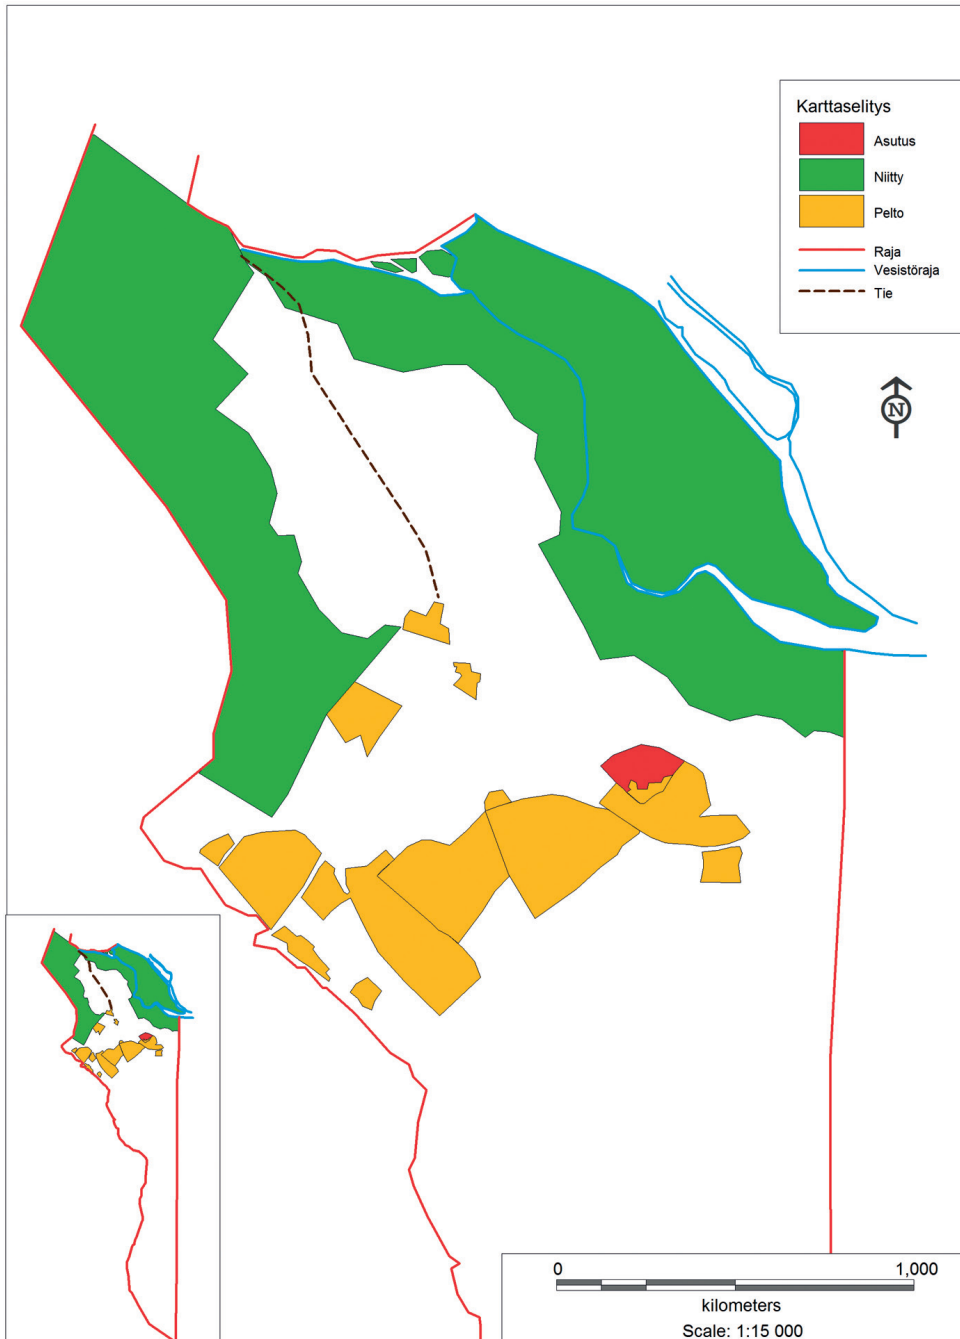 Karttaselitys
Asutus
Niitty
Pelto
Raja
Vesistöraja
Tie
N
0 1,000
kilometers
Scale: 1:15 000